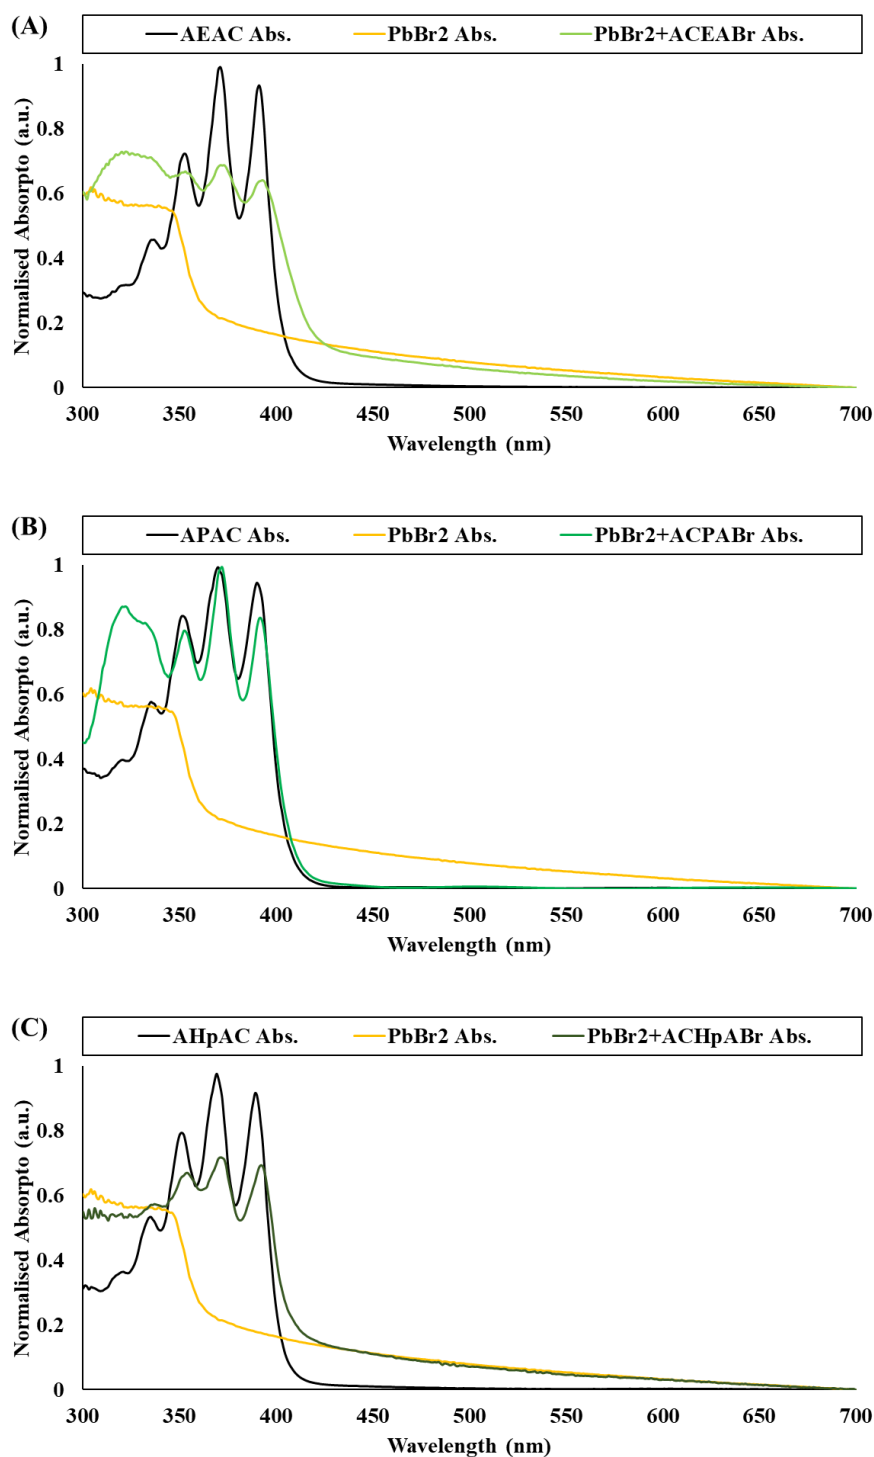 (A)
AEAC Abs. PbBr2 Abs. PbBr2+ACEABr Abs.
Normalised Absorpto (a.u.)
1
0.8
0.6
0.4
0.2
0
300 350 400 450 500 550 600 650 700
Wavelength (nm)
(B)
APAC Abs. PbBr2 Abs. PbBr2+ACPABr Abs.
Normalised Absorpto (a.u.)
1
0.8
0.6
0.4
0.2
0
300 350 400 450 500 550 600 650 700
Wavelength (nm)
(C)
AHpAC Abs. PbBr2 Abs. PbBr2+ACHpABr Abs.
Normalised Absorpto (a.u.)
1
0.8
0.6
0.4
0.2
0
300 350 400 450 500 550 600 650 700
Wavelength (nm)